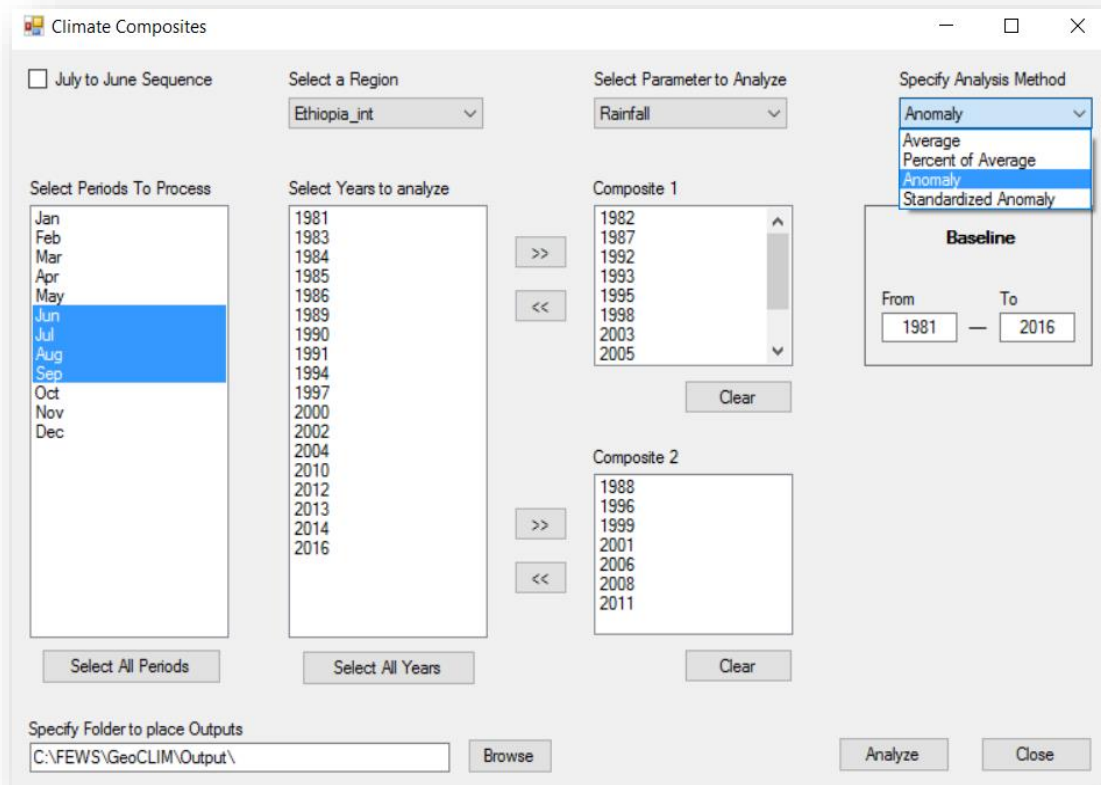 Climate Composites
July to June Sequence
Select a Region
Ethiopia_int
Select Parameter to Analyze
Rainfall
Specify Analysis Method
Anomaly
Average
Percent of Average
Anomaly
Standardized Anomaly
Select Periods To Process
Jan
Feb
Mar
Apr
May
Jun
Jul
Aug
Sep
Oct
Nov
Dec
Select All Periods
Select Years to analyze
1981
1983
1984
1985
1986
1989
1990
1991
1994
1997
2000
2002
2004
2010
2012
2013
2014
2016
Select All Years
>>
<<
Composite 1
1982
1987
1992
1993
1995
1998
2003
2005
Clear
>>
<<
Composite 2
1988
1996
1999
2001
2006
2008
2011
Clear
Baseline
From To
1981 — 2016
Specify Folder to place Outputs
C:\FEWS\GeoCLIM\Output\
Browse
Analyze
Close